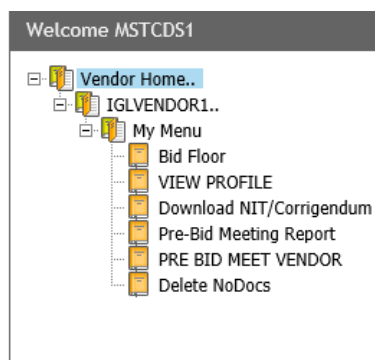 Welcome MSTCDS1
Vendor Home..
IGLVENDOR1..
My Menu
Bid Floor
VIEW PROFILE
Download NIT/Corrigendum
Pre-Bid Meeting Report
PRE BID MEET VENDOR
Delete NoDocs